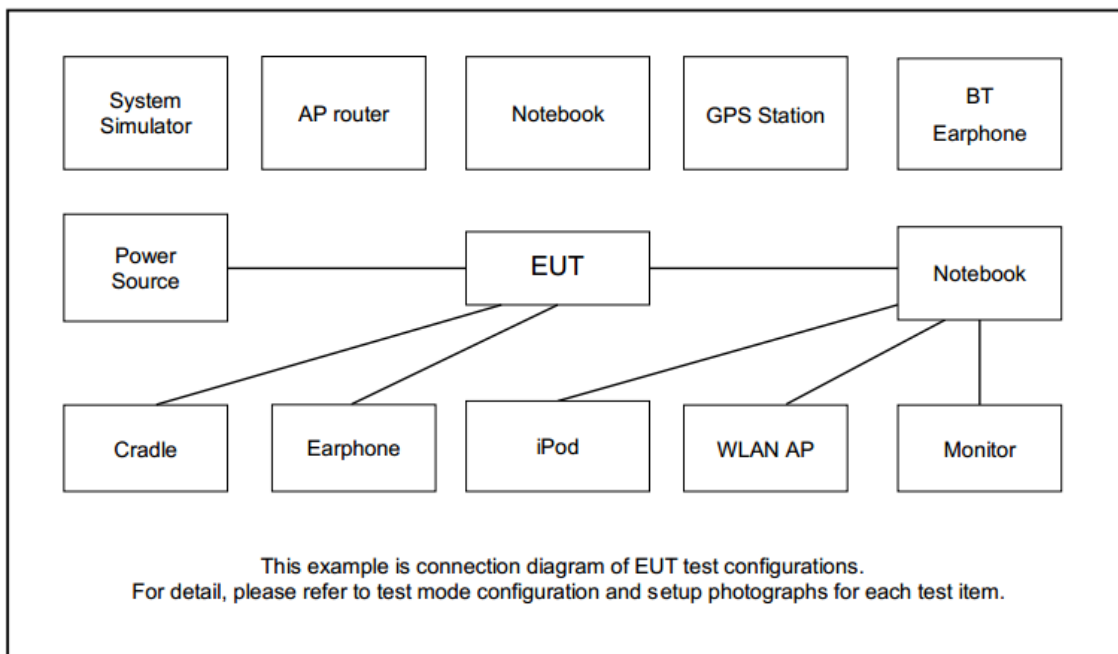 System
Simulator
AP router
Notebook
GPS Station
BT
Earphone
Power
Source
EUT
Notebook
Cradle
Earphone
iPod
WLAN AP
Monitor
This example is connection diagram of EUT test configurations.
For detail, please refer to test mode configuration and setup photographs for each test item.